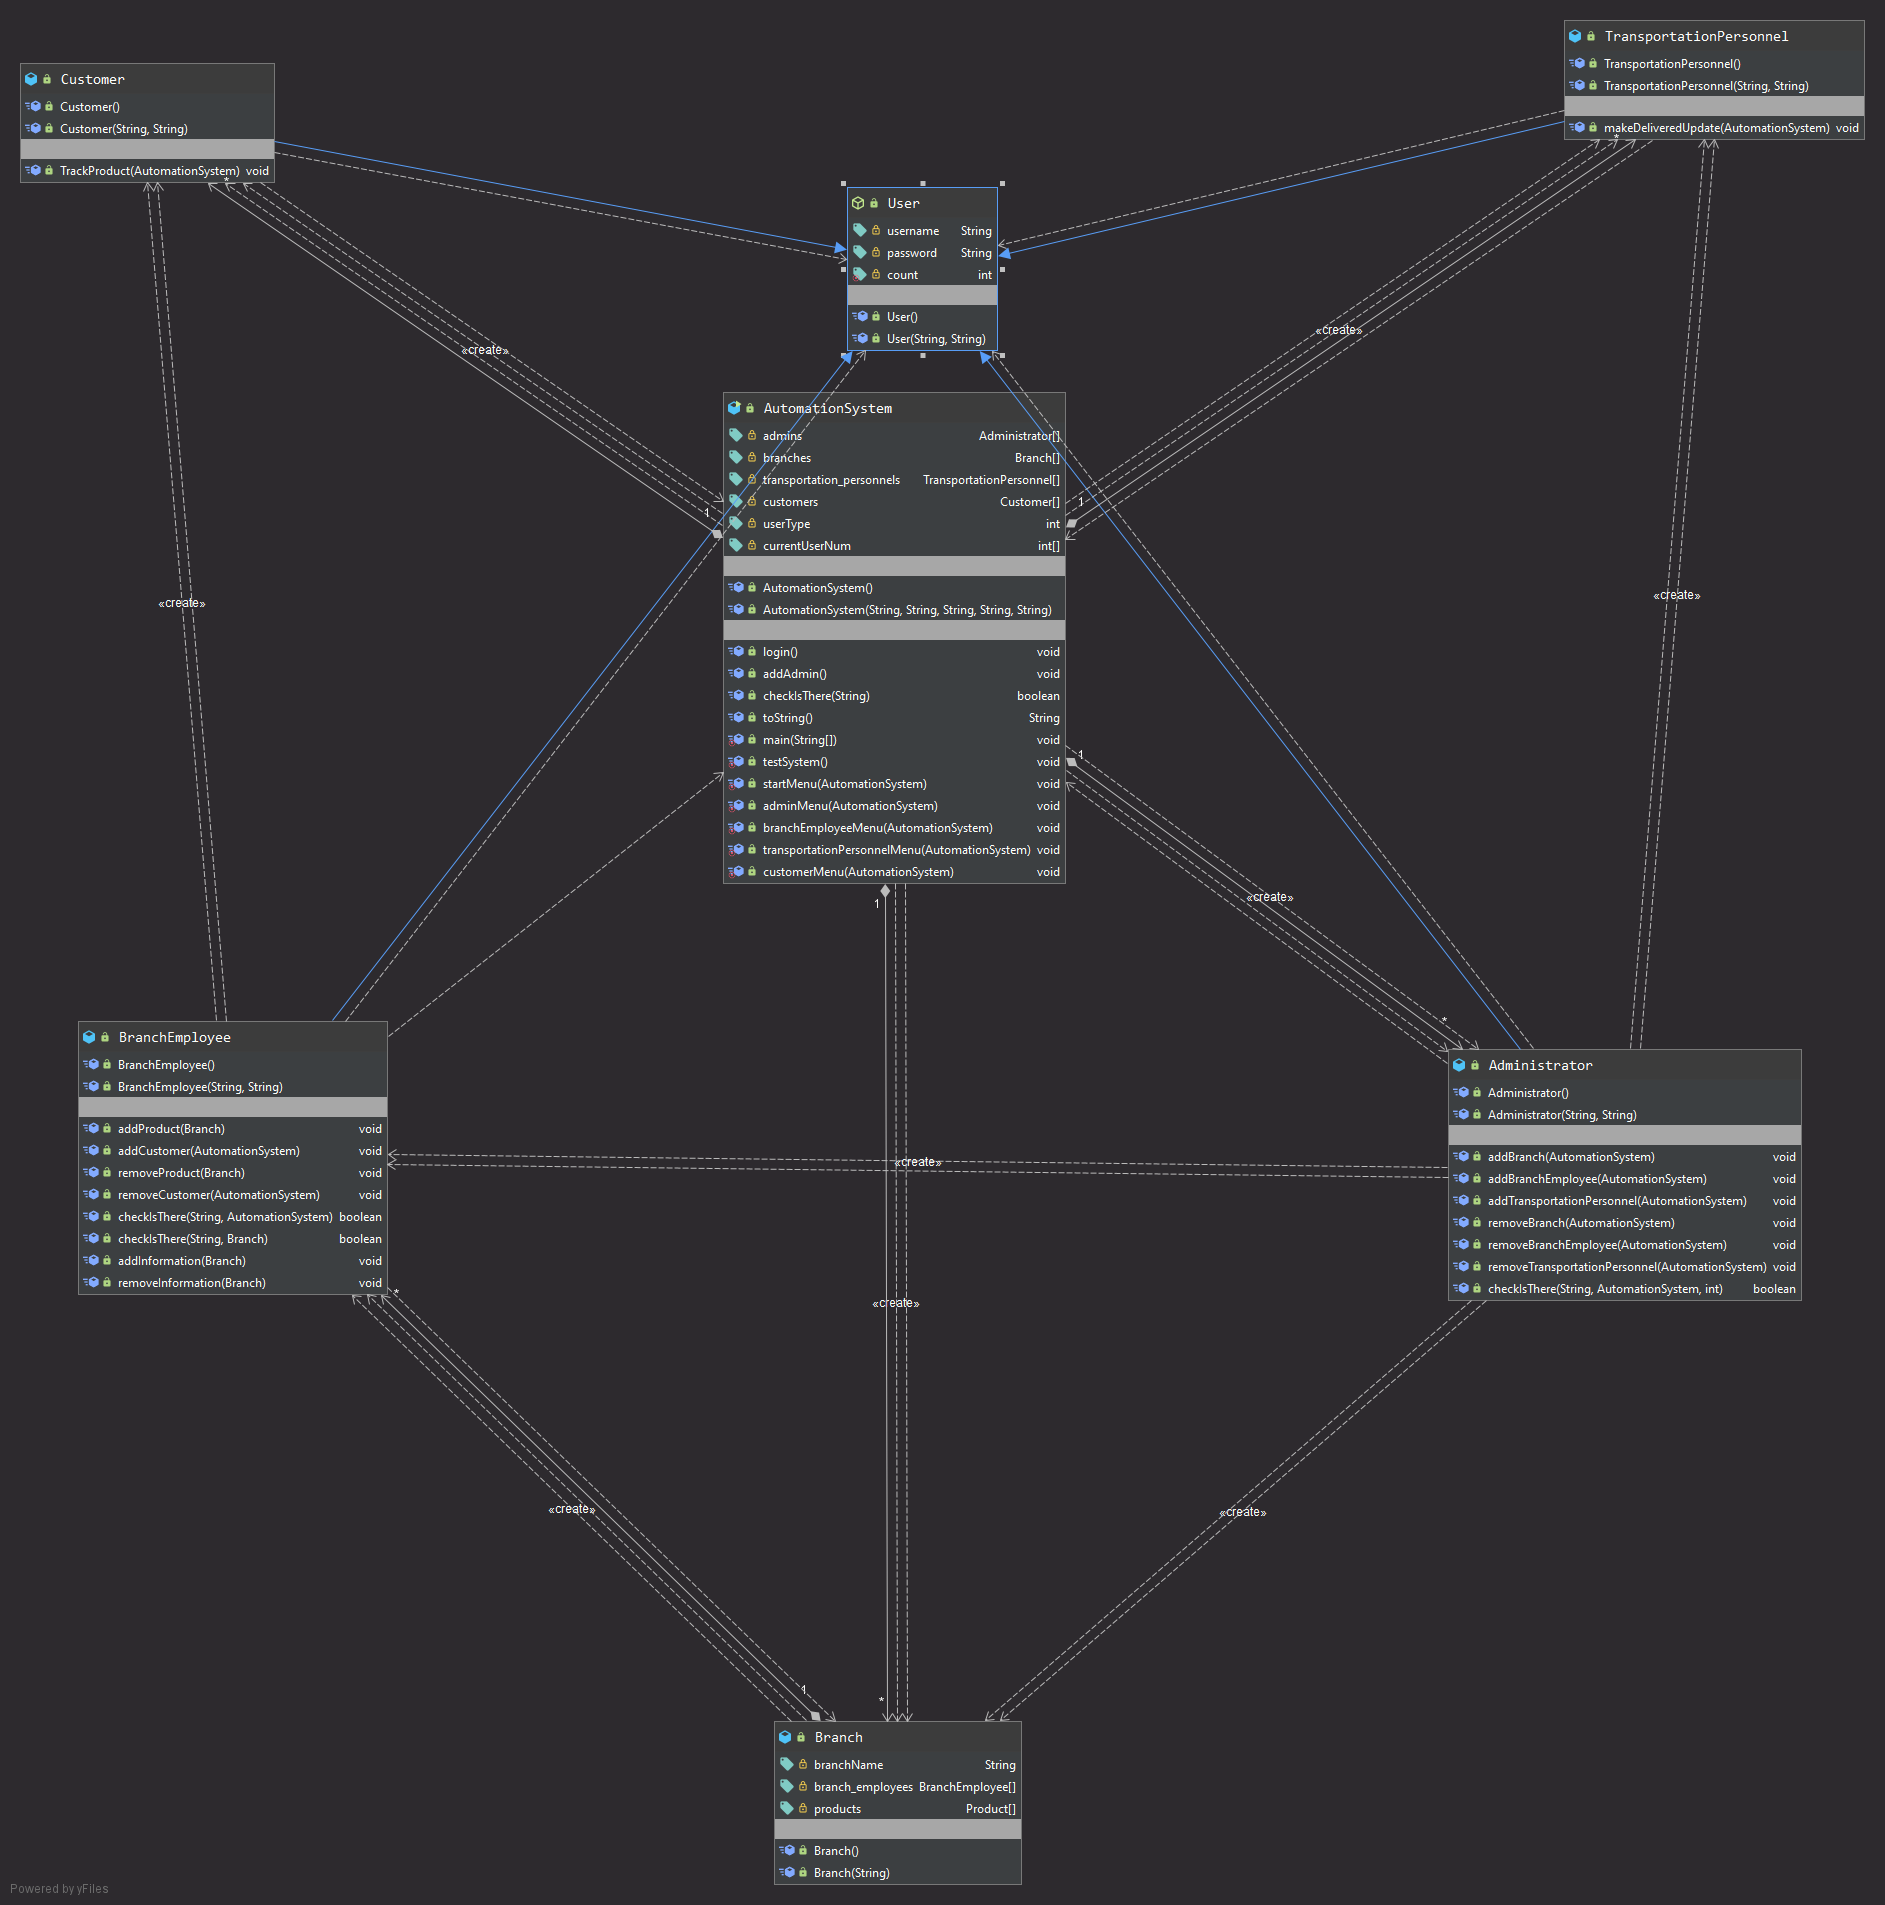 TransportationPersonnel
TransportationPersonnel()
TransportationPersonnel(String, String)
makeDeliveredUpdate(AutomationSystem) void
*
Customer
Customer()
Customer(String, String)
TrackProduct(AutomationSystem) void
*
User
username String
password String
count int
User()
User(String, String)
«create»
«create»
AutomationSystem
admins Administrator[]
branches Branch[]
transportation_personnels TransportationPersonnel[]
customers Customer[]
userType int
currentUserNum int[]
1
1
AutomationSystem()
AutomationSystem(String, String, String, String, String)
login() void
addAdmin() void
checkIsThere(String) boolean
toString() String
main(String[]) void
testSystem() void
startMenu(AutomationSystem) void
adminMenu(AutomationSystem) void
branchEmployeeMenu(AutomationSystem) void
transportationPersonnelMenu(AutomationSystem) void
customerMenu(AutomationSystem) void
«create»
«create»
1
1
«create»
*
BranchEmployee
BranchEmployee()
BranchEmployee(String, String)
addProduct(Branch) void
addCustomer(AutomationSystem) void
removeProduct(Branch) void
removeCustomer(AutomationSystem) void
checkIsThere(String, AutomationSystem) boolean
checkIsThere(String, Branch) boolean
addInformation(Branch) void
removeInformation(Branch) void
*
Administrator
Administrator()
Administrator(String, String)
addBranch(AutomationSystem) void
addBranchEmployee(AutomationSystem) void
addTransportationPersonnel(AutomationSystem) void
removeBranch(AutomationSystem) void
removeBranchEmployee(AutomationSystem) void
removeTransportationPersonnel(AutomationSystem) void
checkIsThere(String, AutomationSystem, int) boolean
«create»
«create»
«create»
«create»
1
*
Branch
branchName String
branch_employees BranchEmployee[]
products Product[]
Branch()
Branch(String)
Powered by yFiles